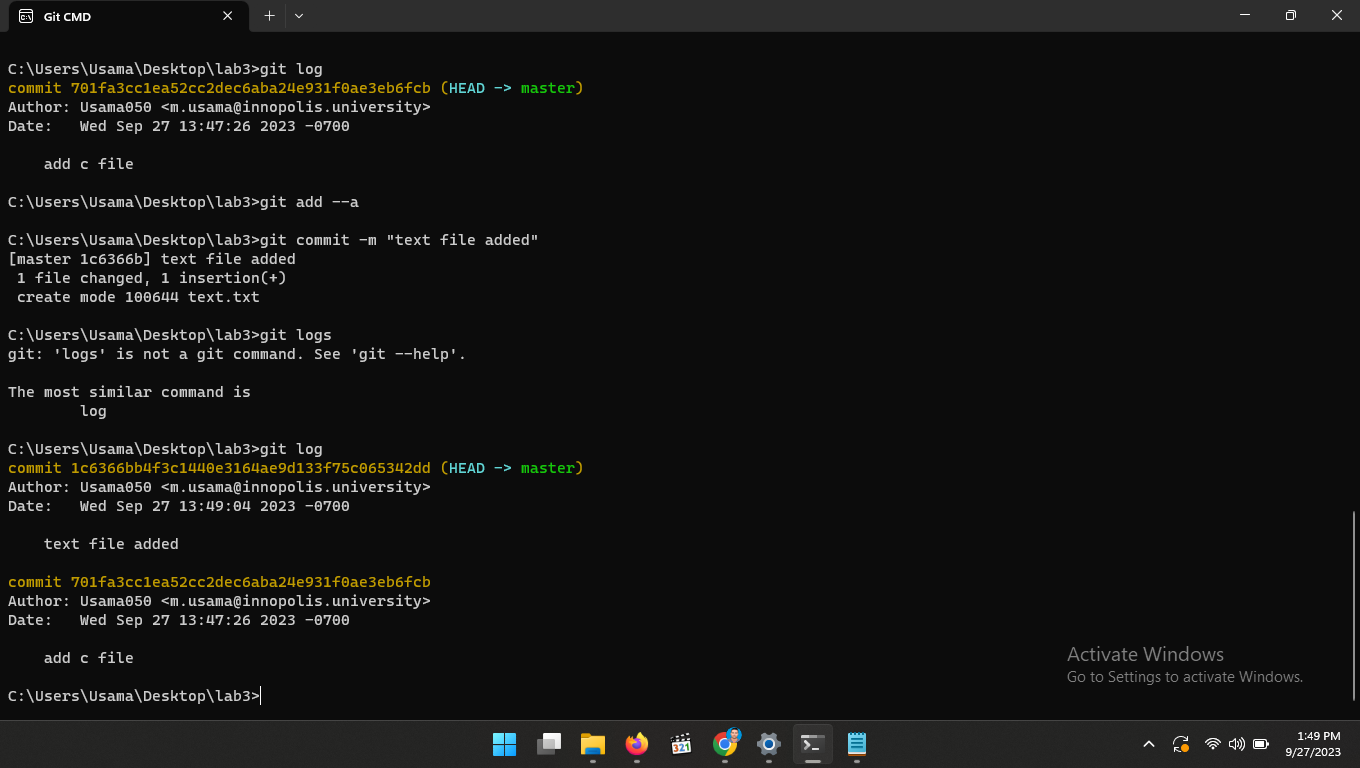 Git CMD
C:\Users\Usama\Desktop\lab3>git log
commit 701fa3cc1ea52cc2dec6aba24e931f0ae3eb6fcb (HEAD -> master)
Author: Usama050 <m.usama@innopolis.university>
Date:   Wed Sep 27 13:47:26 2023 -0700
    add c file
C:\Users\Usama\Desktop\lab3>git add --a
C:\Users\Usama\Desktop\lab3>git commit -m "text file added"
[master 1c6366b] text file added
 1 file changed, 1 insertion(+)
 create mode 100644 text.txt
C:\Users\Usama\Desktop\lab3>git logs
git: 'logs' is not a git command. See 'git --help'.
The most similar command is
        log
C:\Users\Usama\Desktop\lab3>git log
commit 1c6366bb4f3c1440e3164ae9d133f75c065342dd (HEAD -> master)
Author: Usama050 <m.usama@innopolis.university>
Date:   Wed Sep 27 13:49:04 2023 -0700
    text file added
commit 701fa3cc1ea52cc2dec6aba24e931f0ae3eb6fcb
Author: Usama050 <m.usama@innopolis.university>
Date:   Wed Sep 27 13:47:26 2023 -0700
    add c file
C:\Users\Usama\Desktop\lab3>
Activate Windows
Go to Settings to activate Windows.
321
1:49 PM
9/27/2023